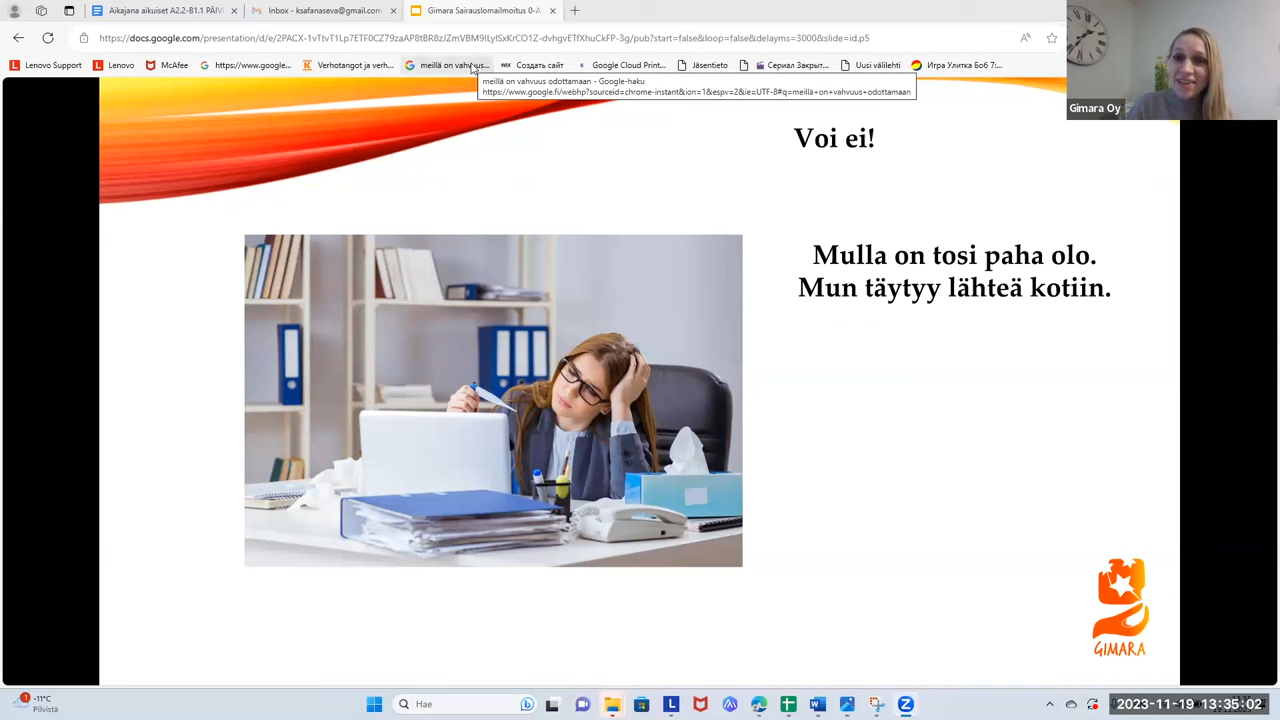 Aikajana aikuiset A2.2-B1.1 PÄIVI
Inbox - ksafanaseva@gmail.com
Gimara Sairauslomailmoitus 0-A
https://docs.google.com/presentation/d/e/2PACX-1vTtvT1Lp7ETF0CZ79zaAP8tBR8zJZmVBM9lLylSxKrCO1Z-dvhgvETfXhuCkFP-3g/pub?start=false&loop=false&delayms=3000&slide=id.p5
Lenovo Support
Lenovo
McAfee
https://www.google...
Verhotangot ja verh...
meillä on vahvuus...
Создать сайт
Google Cloud Print...
Jäsentieto
Сериал Закрыт...
Uusi välilehti
Игра Улитка Боб 7:...
meillä on vahvuus odottamaan - Google-haku
https://www.google.fi/webhp?sourceid=chrome-instant&ion=1&espv=2&ie=UTF-8#q=meillä+on+vahvuus+odottamaan
Gimara Oy
Voi ei!
Mulla on tosi paha olo.
Mun täytyy lähteä kotiin.
GIMARA
-11°C
Pilvistä
Hae
2023-11-19 13:35:02